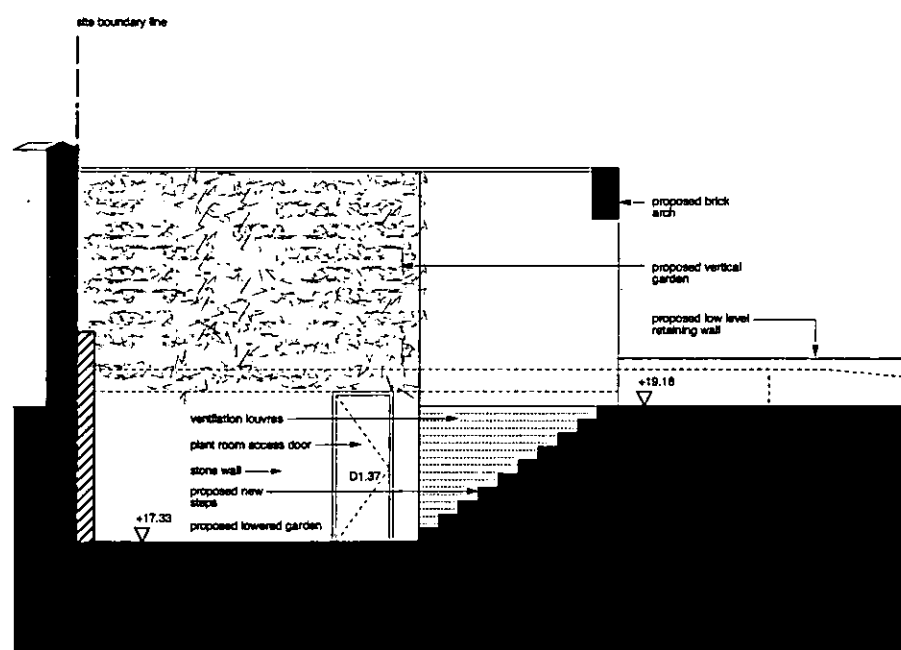 site boundary line
proposed brick
arch
proposed vertical
garden
proposed low level
retaining wall
+19.18
ventilation louvres
plant room access door
stone wall
D1.37
proposed new
steps
+17.33
proposed lowered garden